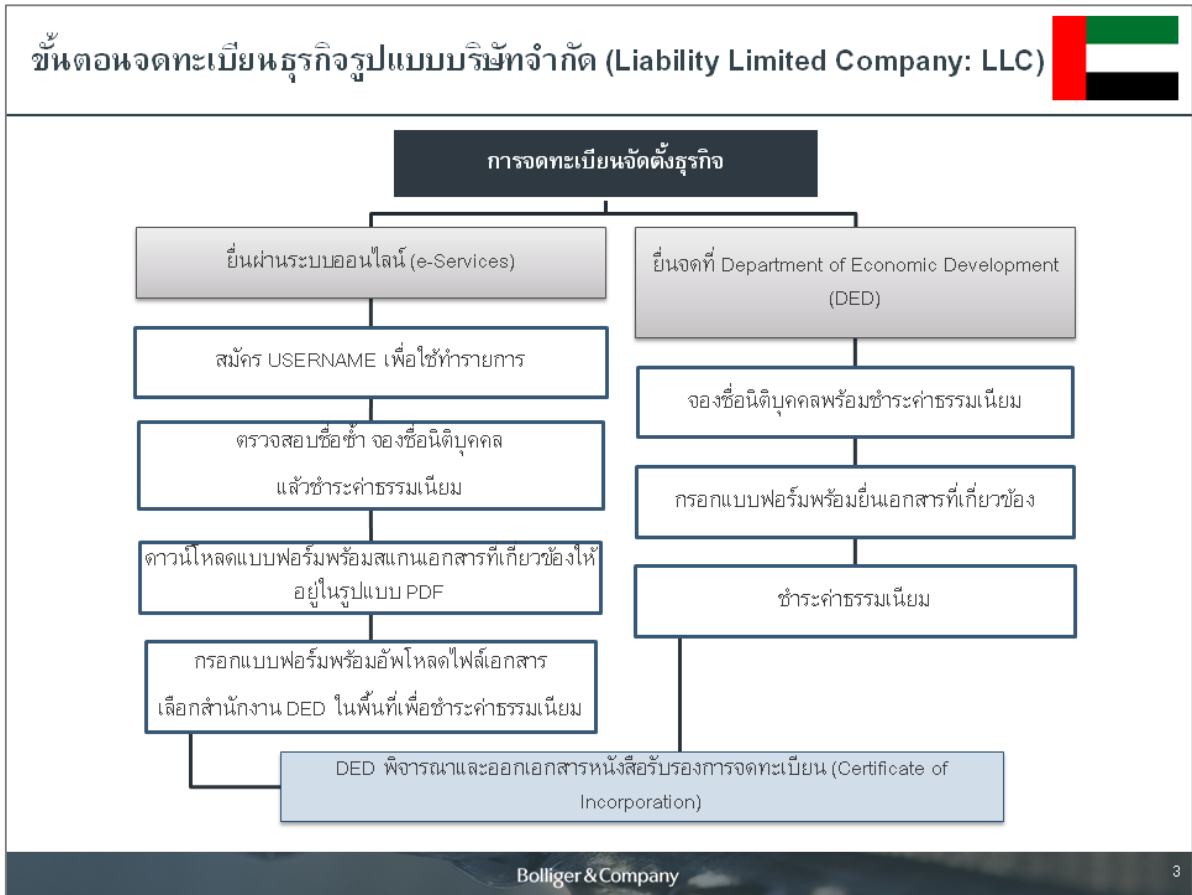 ขั้นตอนจดทะเบียนธุรกิจรูปแบบบริษัทจำกัด (Liability Limited Company: LLC)
การจดทะเบียนจัดตั้งธุรกิจ
ยื่นผ่านระบบออนไลน์ (e-Services)
สมัคร USERNAME เพื่อใช้ทำรายการ
ตรวจสอบชื่อซ้ำ จองชื่อนิติบุคคล
แล้วชำระค่าธรรมเนียม
ดาวน์โหลดแบบฟอร์มพร้อมสแกนเอกสารที่เกี่ยวข้องให้
อยู่ในรูปแบบ PDF
กรอกแบบฟอร์มพร้อมอัพโหลดไฟล์เอกสาร
เลือกสำนักงาน DED ในพื้นที่เพื่อชำระค่าธรรมเนียม
ยื่นจดที่ Department of Economic Development
(DED)
จองชื่อนิติบุคคลพร้อมชำระค่าธรรมเนียม
กรอกแบบฟอร์มพร้อมยื่นเอกสารที่เกี่ยวข้อง
ชำระค่าธรรมเนียม
DED พิจารณาและออกเอกสารหนังสือรับรองการจดทะเบียน (Certificate of
Incorporation)
Bolliger & Company
3